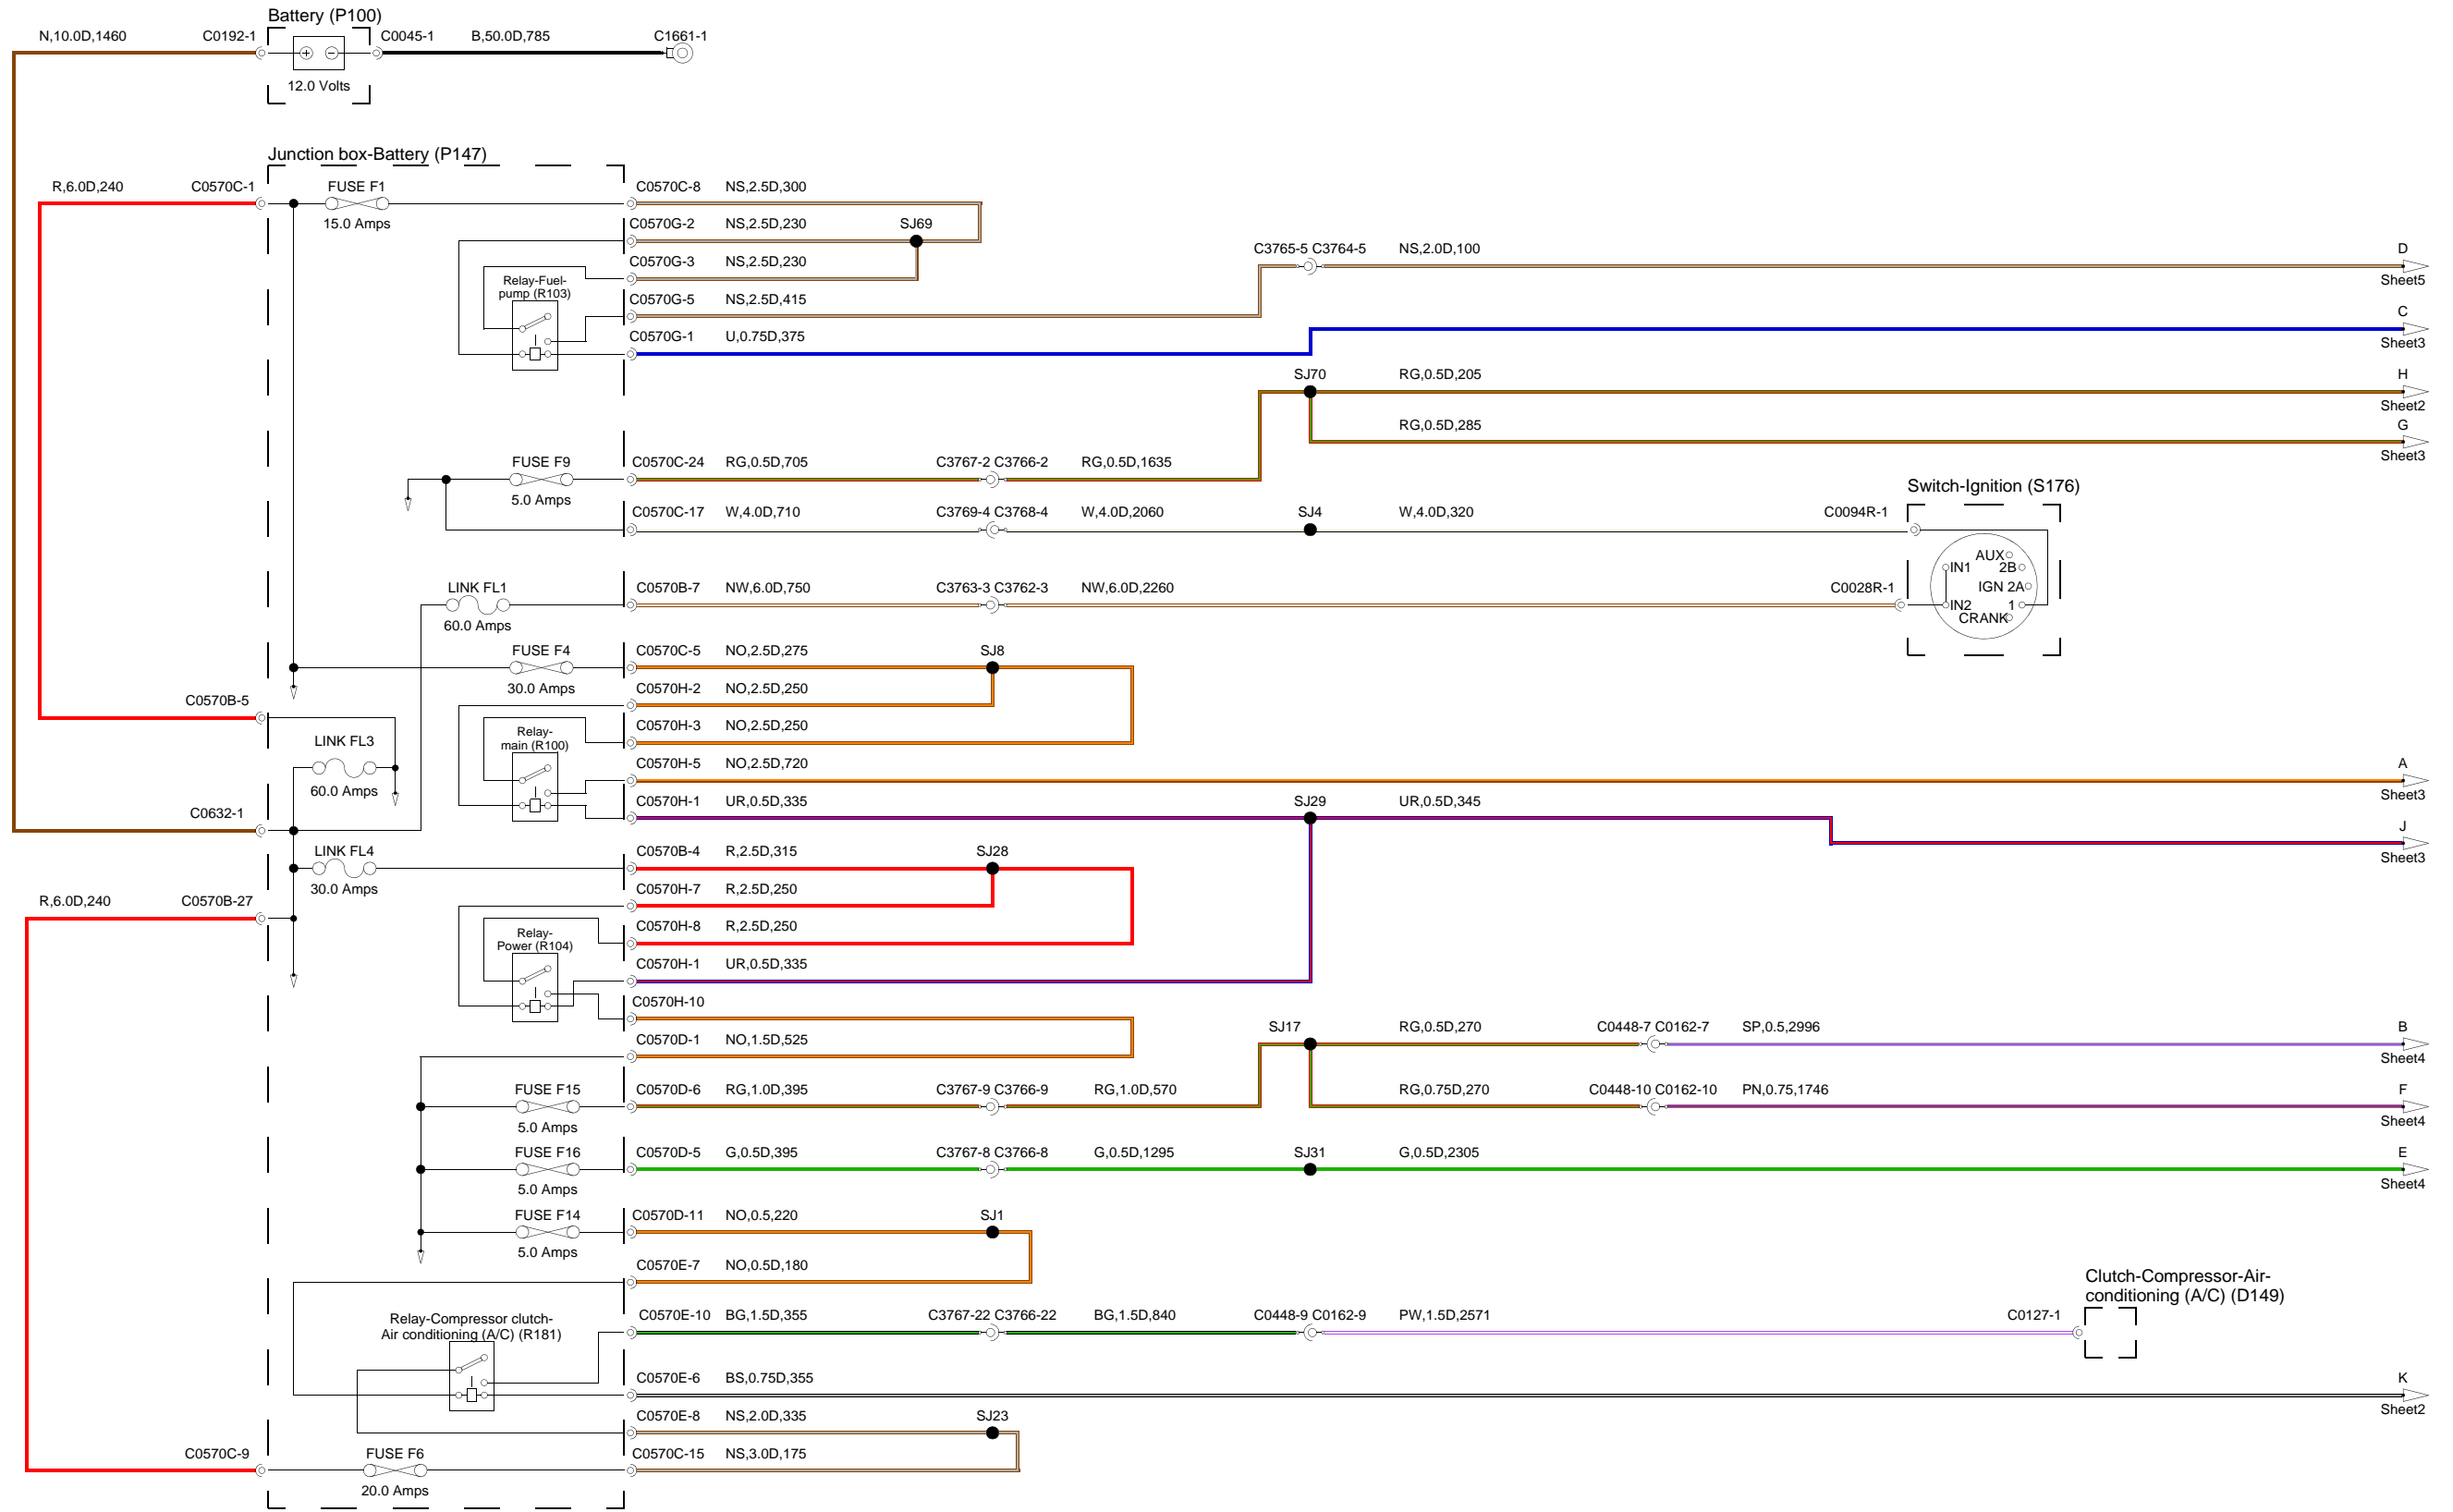 Battery (P100)
N,10.0D,1460 C0192-1 C0045-1 B,50.0D,785 C1661-1
12.0 Volts
Junction box-Battery (P147)
R,6.0D,240 C0570C-1 FUSE F1 C0570C-8 NS,2.5D,300
15.0 Amps C0570G-2 NS,2.5D,230 SJ69
C3765-5 C3764-5 NS,2.0D,100 D
C0570G-3 NS,2.5D,230
Sheet5
Relay-Fuel-
pump (R103)
C0570G-5 NS,2.5D,415
C
C0570G-1 U,0.75D,375
Sheet3
SJ70 RG,0.5D,205 H
Sheet2
RG,0.5D,285 G
Sheet3
FUSE F9 C0570C-24 RG,0.5D,705 C3767-2 C3766-2 RG,0.5D,1635
5.0 Amps
Switch-Ignition (S176)
C0570C-17 W,4.0D,710 C3769-4 C3768-4 W,4.0D,2060 SJ4 W,4.0D,320 C0094R-1
AUX
IN1 2B
IGN 2A
IN2 1
CRANK
LINK FL1 C0570B-7 NW,6.0D,750 C3763-3 C3762-3 NW,6.0D,2260 C0028R-1
60.0 Amps
FUSE F4 C0570C-5 NO,2.5D,275 SJ8
30.0 Amps C0570H-2 NO,2.5D,250
C0570B-5
C0570H-3 NO,2.5D,250
Relay-
main (R100)
LINK FL3
60.0 Amps
C0570H-5 NO,2.5D,720 A
Sheet3
C0632-1 C0570H-1 UR,0.5D,335 SJ29 UR,0.5D,345
J
Sheet3
LINK FL4 C0570B-4 R,2.5D,315 SJ28
30.0 Amps C0570H-7 R,2.5D,250
R,6.0D,240 C0570B-27
C0570H-8 R,2.5D,250
Relay-
Power (R104)
C0570H-1 UR,0.5D,335
C0570H-10
SJ17 RG,0.5D,270 C0448-7 C0162-7 SP,0.5,2996 B
Sheet4
C0570D-1 NO,1.5D,525
FUSE F15 C0570D-6 RG,1.0D,395 C3767-9 C3766-9 RG,1.0D,570 RG,0.75D,270 C0448-10 C0162-10 PN,0.75,1746 F
5.0 Amps Sheet4
FUSE F16 C0570D-5 G,0.5D,395 C3767-8 C3766-8 G,0.5D,1295 SJ31 G,0.5D,2305 E
5.0 Amps Sheet4
FUSE F14 C0570D-11 NO,0.5,220 SJ1
5.0 Amps
C0570E-7 NO,0.5D,180
Clutch-Compressor-Air-
conditioning (A/C) (D149)
Relay-Compressor clutch-
Air conditioning (A/C) (R181)
C0570E-10 BG,1.5D,355 C3767-22 C3766-22 BG,1.5D,840 C0448-9 C0162-9 PW,1.5D,2571 C0127-1
C0570E-6 BS,0.75D,355 K
Sheet2
C0570E-8 NS,2.0D,335 SJ23
C0570C-9 FUSE F6 C0570C-15 NS,3.0D,175
20.0 Amps